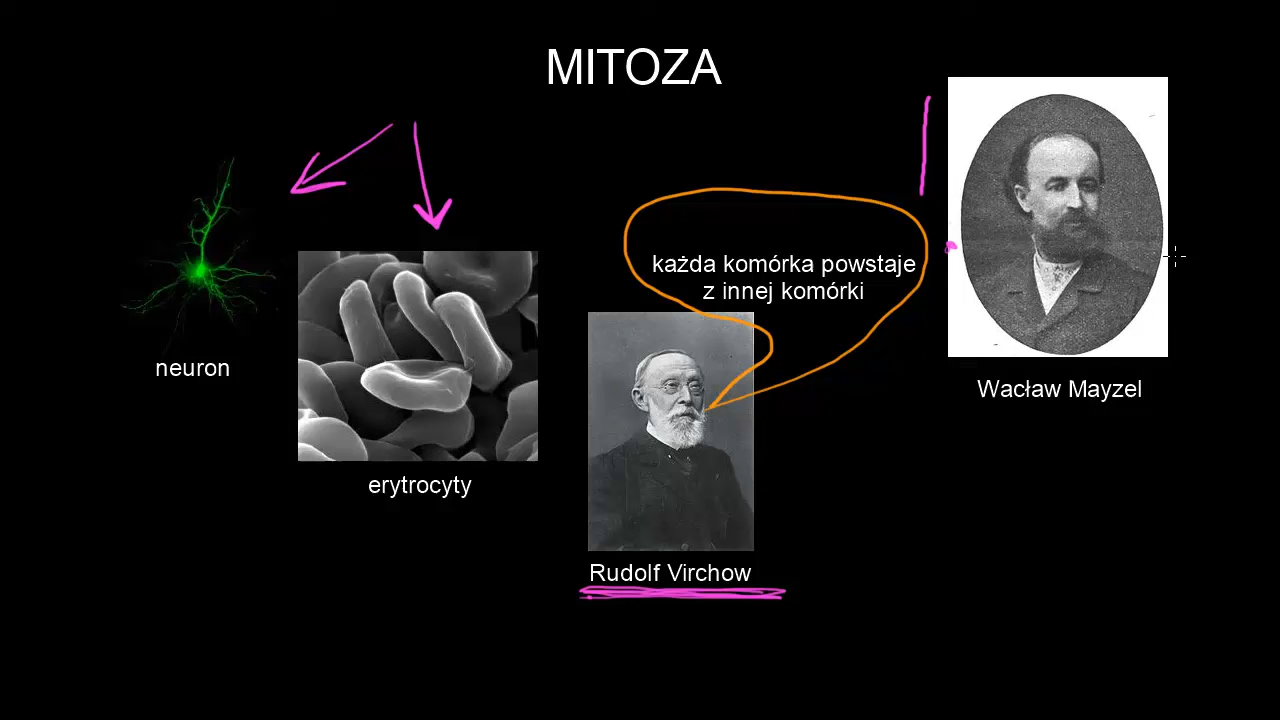 MITOZA
każda komórka powstaje
z innej komórki
neuron
Wacław Mayzel
erytrocyty
Rudolf Virchow